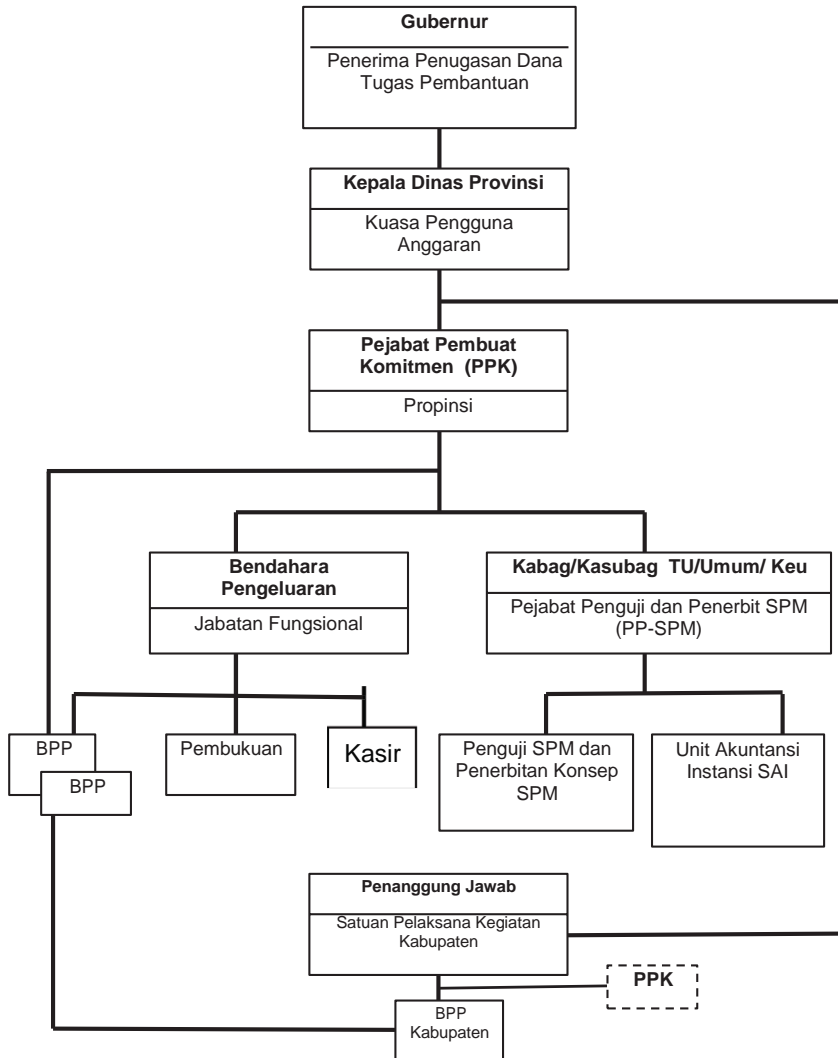 Gubernur
Penerima Penugasan Dana
Tugas Pembantuan
Kepala Dinas Provinsi
Kuasa Pengguna
Anggaran
Pejabat Pembuat
Komitmen (PPK)
Propinsi
Bendahara
Pengeluaran
Jabatan Fungsional
Kabag/Kasubag TU/Umum/ Keu
Pejabat Penguji dan Penerbit SPM
(PP-SPM)
BPP
BPP
Pembukuan
Kasir
Penguji SPM dan
Penerbitan Konsep
SPM
Unit Akuntansi
Instansi SAI
Penanggung Jawab
Satuan Pelaksana Kegiatan
Kabupaten
PPK
BPP
Kabupaten